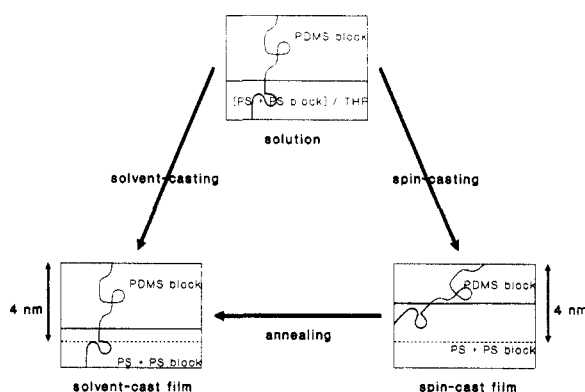 PDMS block
[PS + PS block] / THF
solution
solvent-casting
spin-casting
PDMS block
4 nm
PS + PS block
solvent-cast film
annealing
PDMS block
4 nm
PS + PS block
spin-cast film